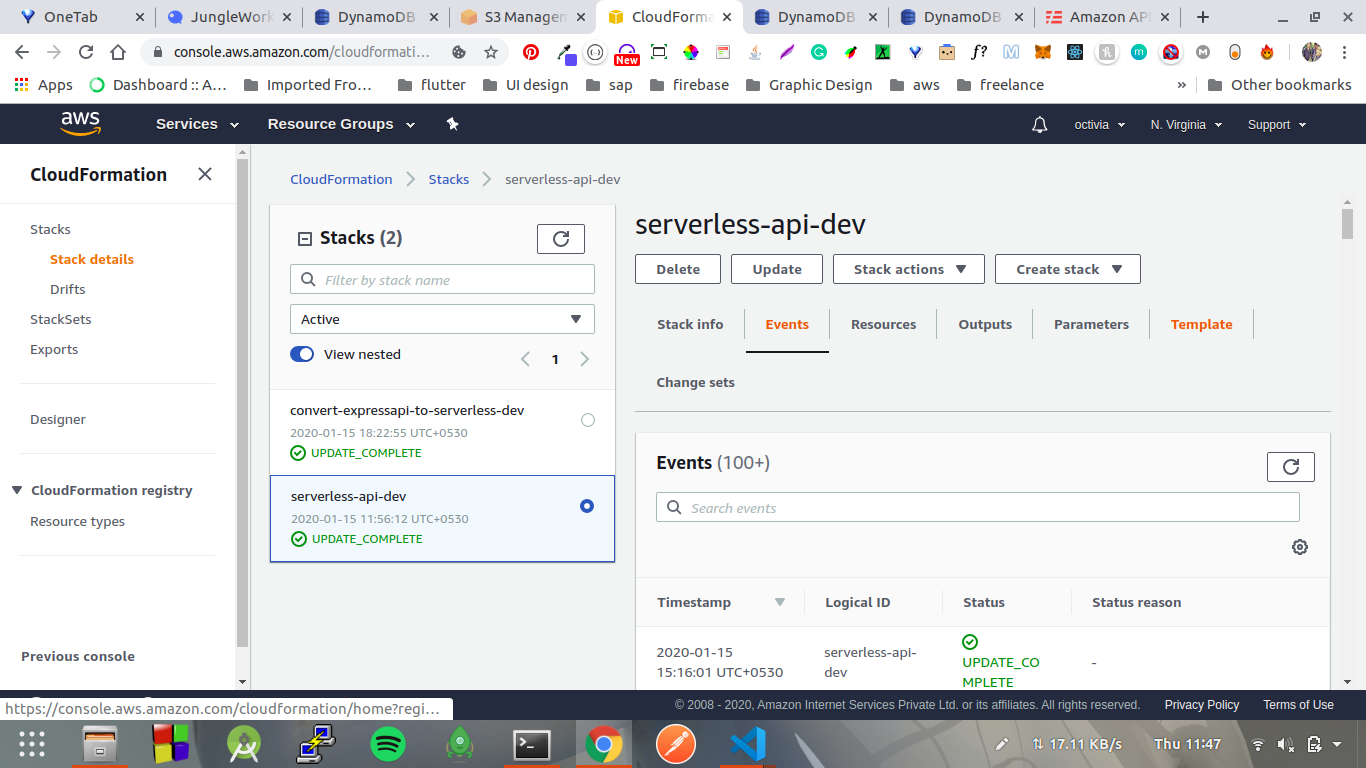 OneTab
JungleWork
DynamoDB
S3 Managem
CloudForma
DynamoDB
DynamoDB
Amazon API
console.aws.amazon.com/cloudformati…
New
f?
Apps
Dashboard :: A…
Imported Fro…
flutter
UI design
sap
firebase
Graphic Design
aws
freelance
»
Other bookmarks
aws
Services
Resource Groups
octivia
N. Virginia
Support
CloudFormation
Stacks
Stack details
Drifts
StackSets
Exports
Designer
CloudFormation registry
Resource types
Previous console
CloudFormation
Stacks
serverless-api-dev
Stacks (2)
Filter by stack name
Active
View nested
1
convert-expressapi-to-serverless-dev
2020-01-15 18:22:55 UTC+0530
UPDATE_COMPLETE
serverless-api-dev
2020-01-15 11:56:12 UTC+0530
UPDATE_COMPLETE
serverless-api-dev
Delete
Update
Stack actions
Create stack
Stack info
Events
Resources
Outputs
Parameters
Template
Change sets
Events (100+)
Search events
Timestamp
Logical ID
Status
Status reason
2020-01-15
15:16:01 UTC+0530
serverless-api-
dev
UPDATE_CO
MPLETE
-
https://console.aws.amazon.com/cloudformation/home?regi…
© 2008 - 2020, Amazon Internet Services Private Ltd. or its affiliates. All rights reserved.
Privacy Policy
Terms of Use
17.11 KB/s
Thu 11:47